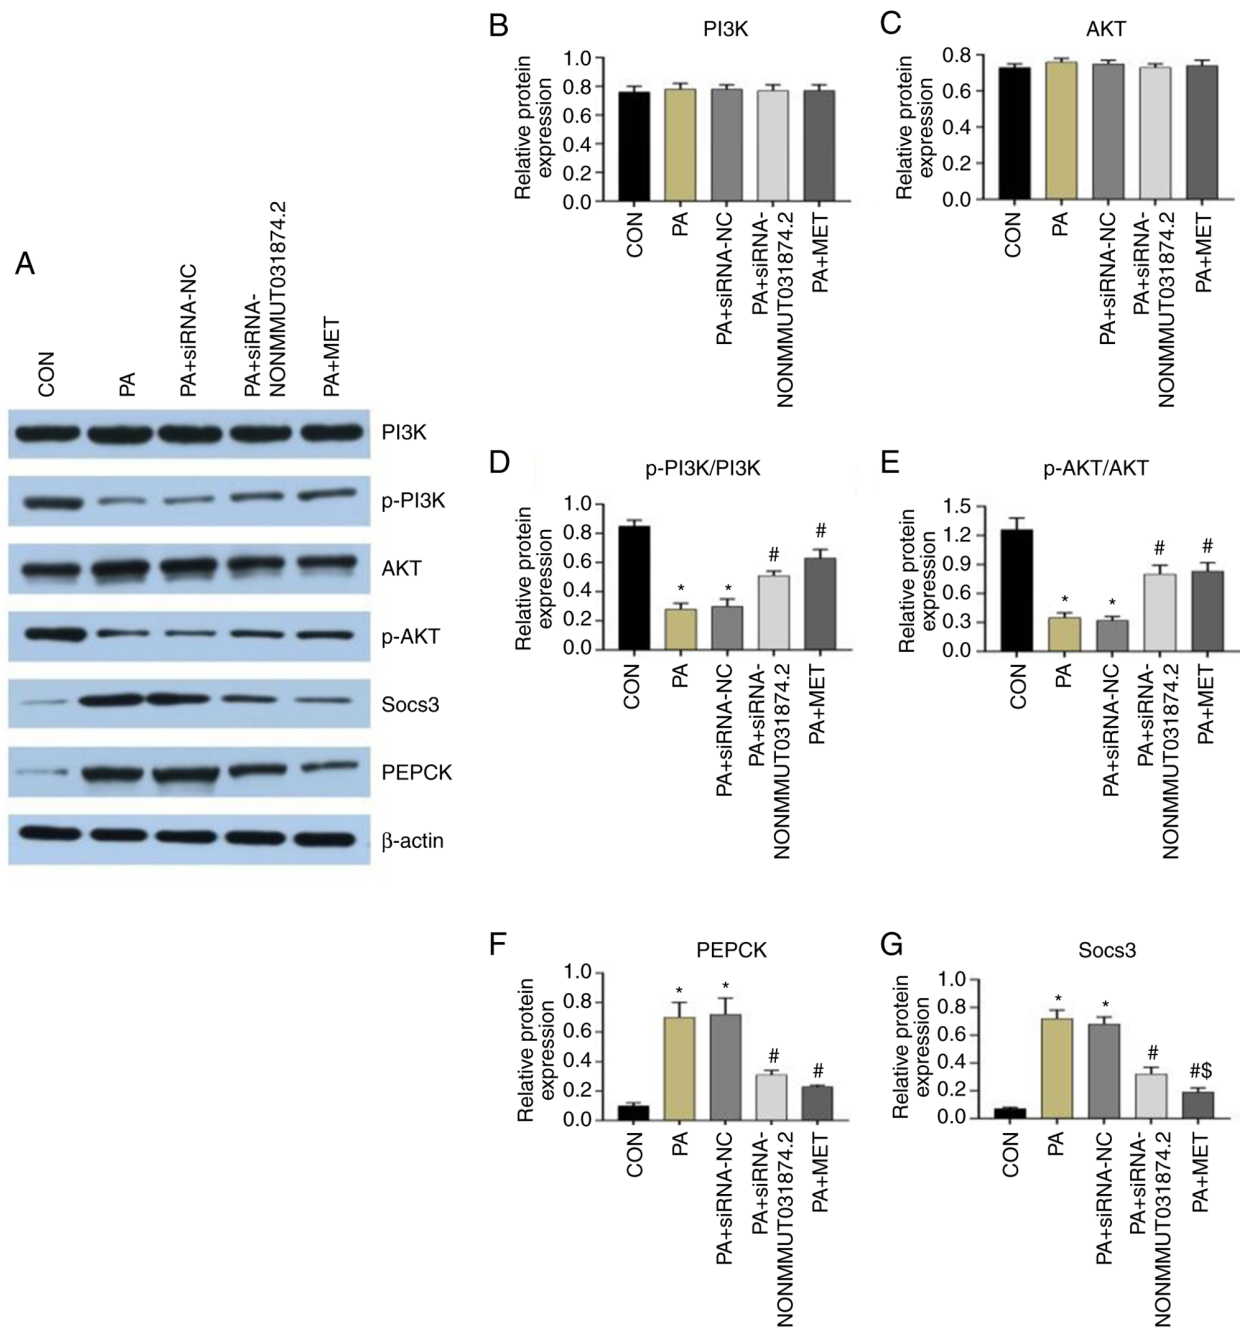 A
CON
PA
PA+siRNA-NC
PA+siRNA-
NONMMUT031874.2
PA+MET
PI3K
p-PI3K
AKT
p-AKT
Socs3
PEPCK
β-actin
B
PI3K
Relative protein
expression
1.0
0.8
0.6
0.4
0.2
0.0
CON
PA
PA+siRNA-NC
PA+siRNA-
NONMMUT031874.2
PA+MET
C
AKT
Relative protein
expression
0.8
0.6
0.4
0.2
0.0
CON
PA
PA+siRNA-NC
PA+siRNA-
NONMMUT031874.2
PA+MET
D
p-PI3K/PI3K
Relative protein
expression
1.0
0.8
0.6
0.4
0.2
0.0
*
*
#
#
CON
PA
PA+siRNA-NC
PA+siRNA-
NONMMUT031874.2
PA+MET
E
p-AKT/AKT
Relative protein
expression
1.5
1.2
0.9
0.6
0.3
0.0
*
*
#
#
CON
PA
PA+siRNA-NC
PA+siRNA-
NONMMUT031874.2
PA+MET
F
PEPCK
Relative protein
expression
1.0
0.8
0.6
0.4
0.2
0.0
*
*
#
#
CON
PA
PA+siRNA-NC
PA+siRNA-
NONMMUT031874.2
PA+MET
G
Socs3
Relative protein
expression
1.0
0.8
0.6
0.4
0.2
0.0
*
*
#
#$
CON
PA
PA+siRNA-NC
PA+siRNA-
NONMMUT031874.2
PA+MET